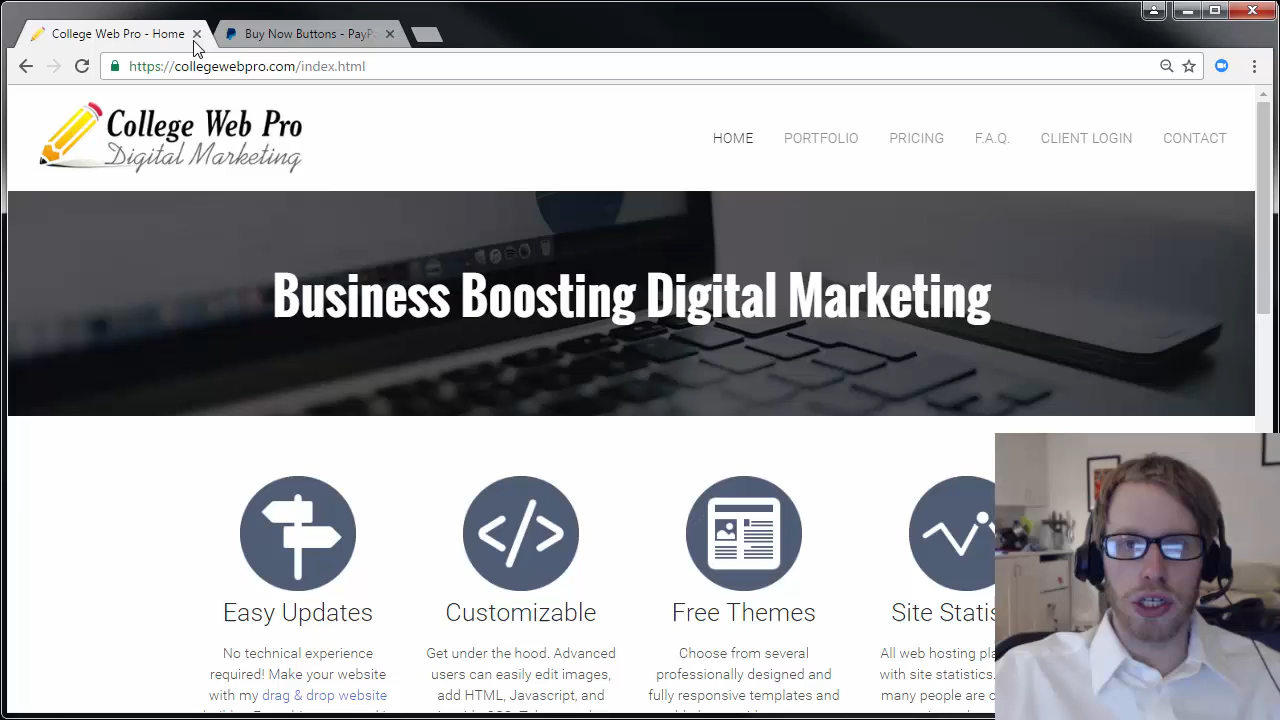 College Web Pro - Home
Buy Now Buttons - PayP
https://collegewebpro.com/index.html
College Web Pro
Digital Marketing
HOME PORTFOLIO PRICING F.A.Q. CLIENT LOGIN CONTACT
Business Boosting Digital Marketing
Easy Updates
No technical experience
required! Make your website
with my drag & drop website
Customizable
Get under the hood. Advanced
users can easily edit images,
add HTML, Javascript, and
Free Themes
Choose from several
professionally designed and
fully responsive templates and
Site Statis
All web hosting pla
with site statistics.
many people are c